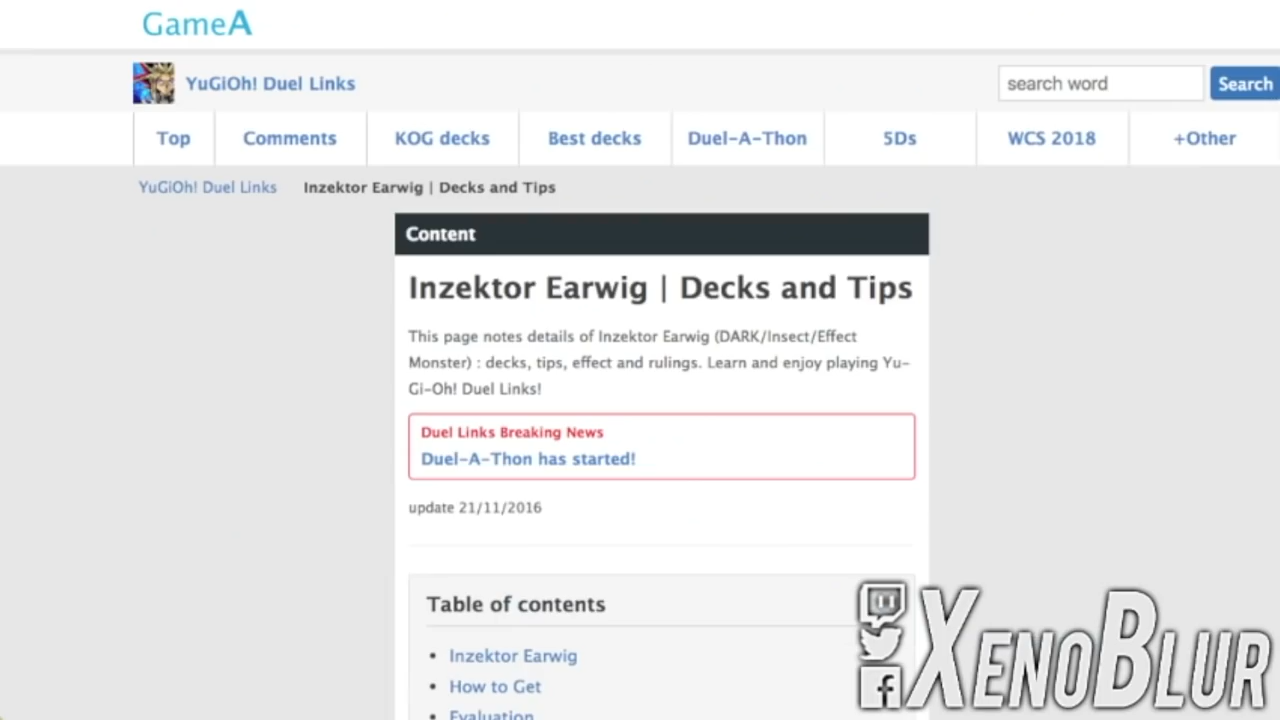 GameA
YuGiOh! Duel Links
search word
Search
Top
Comments
KOG decks
Best decks
Duel-A-Thon
5Ds
WCS 2018
+Other
YuGiOh! Duel Links
Inzektor Earwig | Decks and Tips
Content
Inzektor Earwig | Decks and Tips
This page notes details of Inzektor Earwig (DARK/Insect/Effect
Monster) : decks, tips, effect and rulings. Learn and enjoy playing Yu-
Gi-Oh! Duel Links!
Duel Links Breaking News
Duel-A-Thon has started!
update 21/11/2016
Table of contents
• Inzektor Earwig
• How to Get
• Evaluation
XENOBLUR